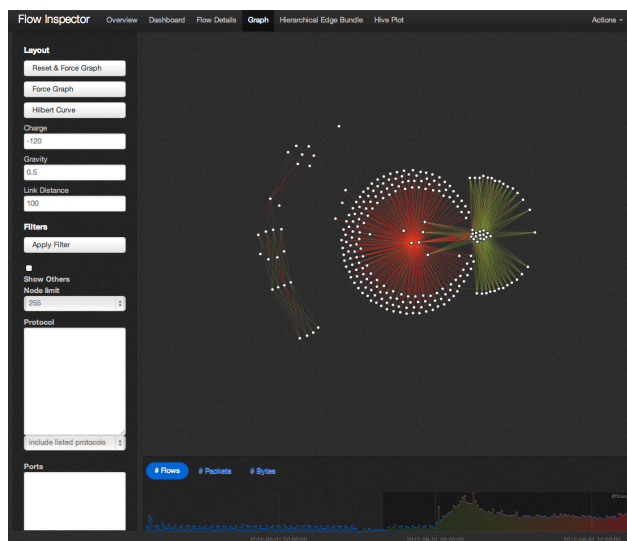 Flow Inspector Overview Dashboard Flow Details Graph Hierarchical Edge Bundle Hive Plot Actions
Layout
Reset & Force Graph
Force Graph
Hilbert Curve
Charge
-120
Gravity
0.5
Link Distance
100
Filters
Apply Filter
Show Others
Node limit
255
Protocol
include listed protocols
Ports
# Flows # Packets # Bytes
#flows